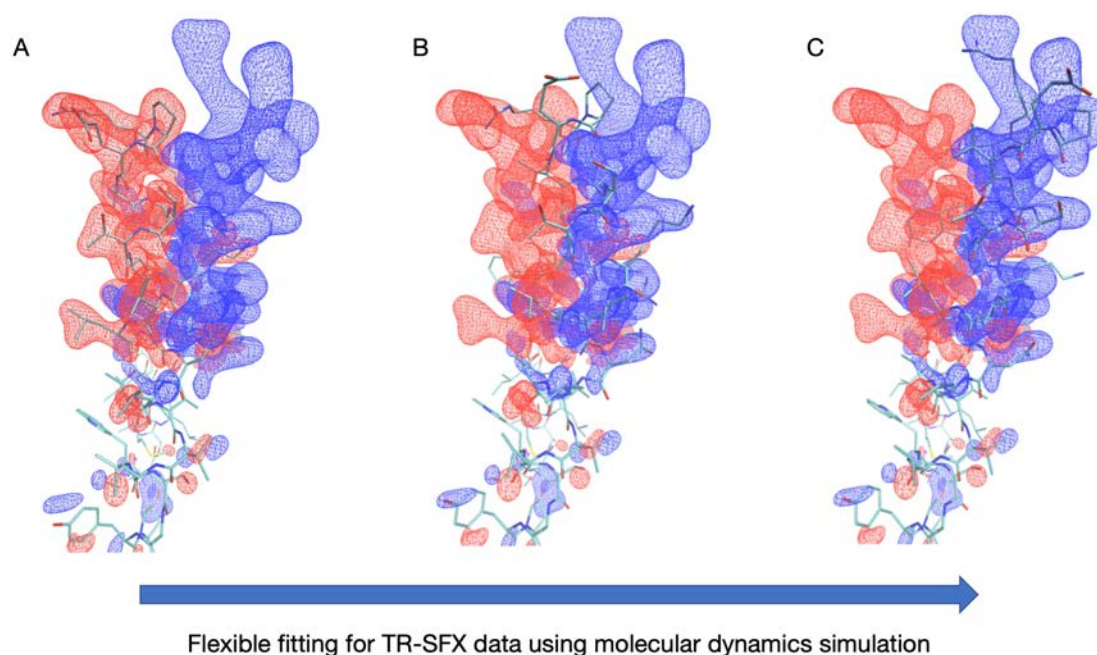 A
B
C
Flexible fitting for TR-SFX data using molecular dynamics simulation